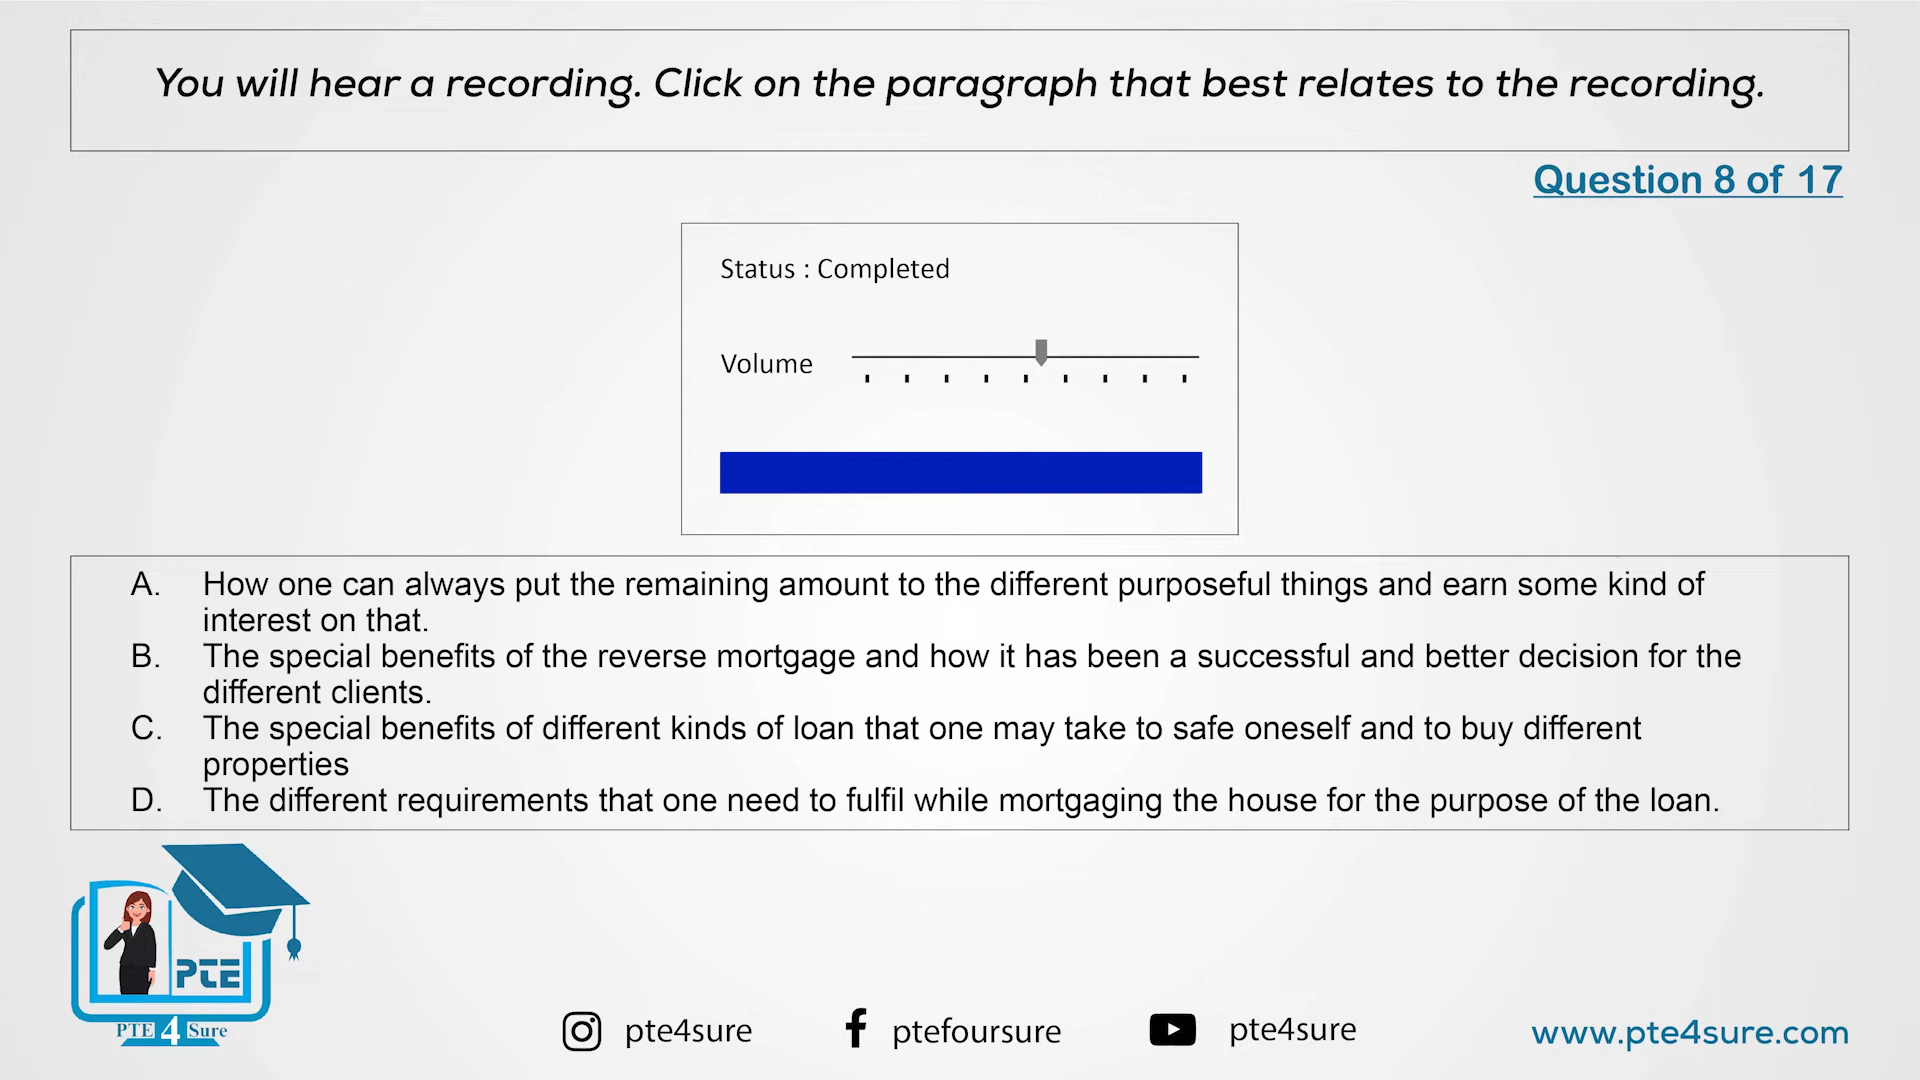 You will hear a recording. Click on the paragraph that best relates to the recording.
Question 8 of 17
Status : Completed
Volume
A. How one can always put the remaining amount to the different purposeful things and earn some kind of
interest on that.
B. The special benefits of the reverse mortgage and how it has been a successful and better decision for the
different clients.
C. The special benefits of different kinds of loan that one may take to safe oneself and to buy different
properties
D. The different requirements that one need to fulfil while mortgaging the house for the purpose of the loan.
PTE
PTE 4 Sure
pte4sure
ptefoursure
pte4sure
www.pte4sure.com